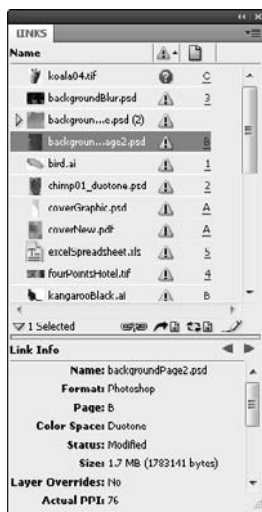 LINKS
Name
koala04.tif C
backgroundBlur.psd 3
backgroun...e.psd (2)
backgroun...age2.psd B
bird.ai 1
chimp01_duotone.psd 2
coverGraphic.psd A
coverNew.pdf A
excelSpreadsheet.xls 5
fourPointsHotel.tif 4
kangarooBlack.ai B
1 Selected
Link Info
Name: backgroundPage2.psd
Format: Photoshop
Page: B
Color Space: Duotone
Status: Modified
Size: 1.7 MB (1783141 bytes)
Layer Overrides: No
Actual PPI: 76